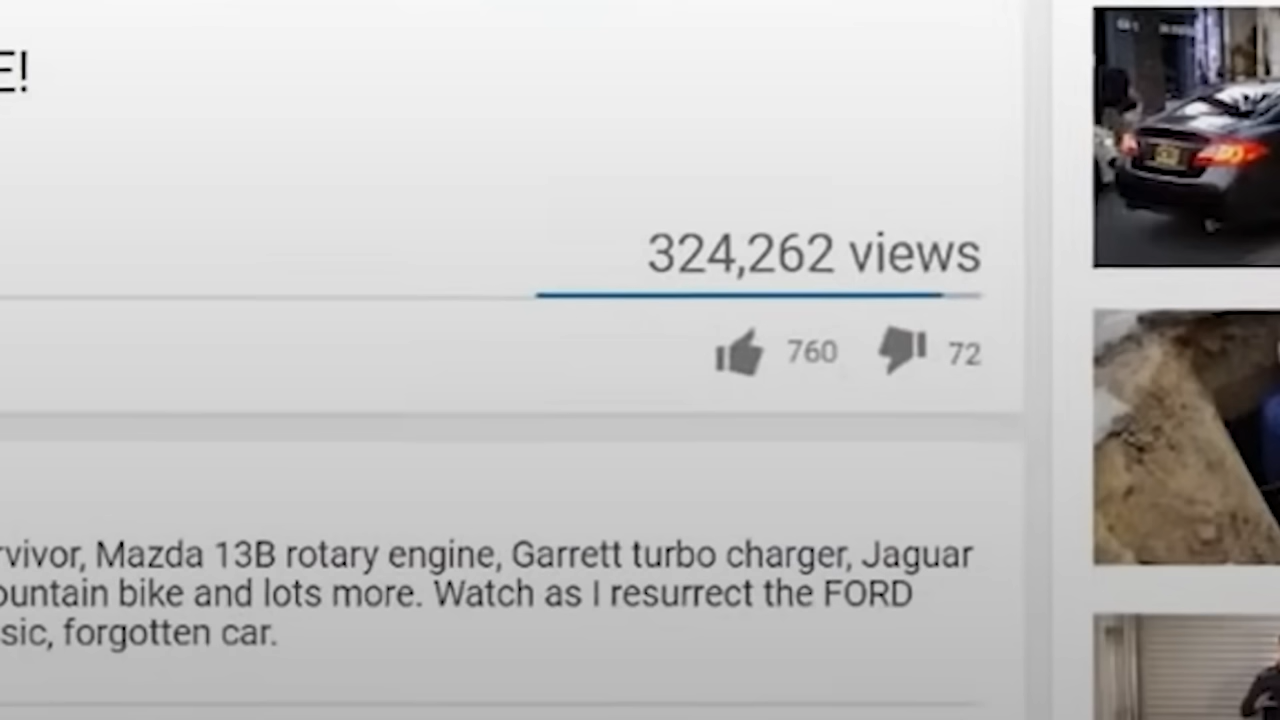 E!
324,262 views
760 72
rvivor, Mazda 13B rotary engine, Garrett turbo charger, Jaguar
ountain bike and lots more. Watch as I resurrect the FORD
sic, forgotten car.